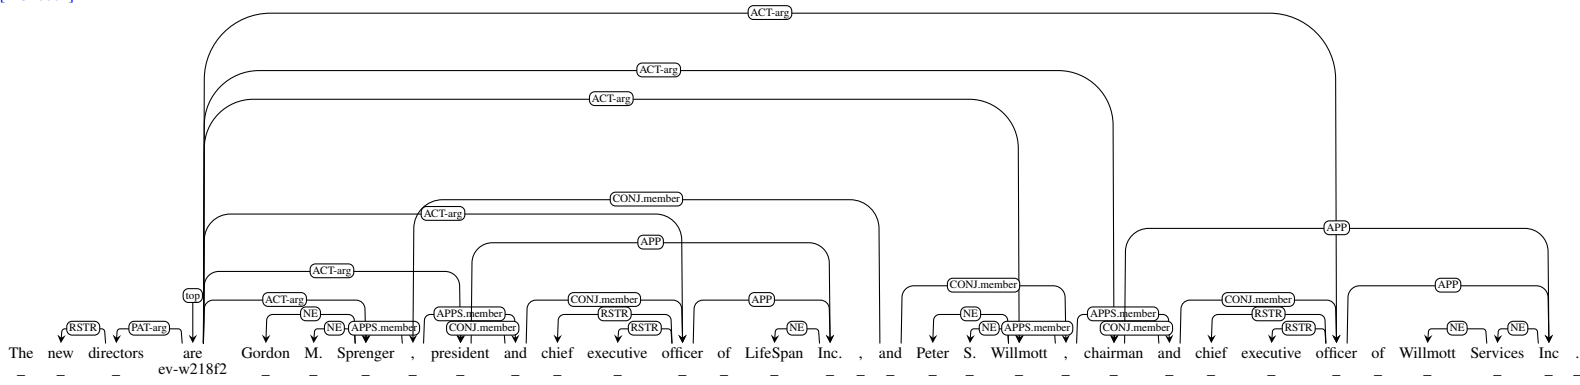 ACT-arg
ACT-arg
ACT-arg
CONJ.member
ACT-arg
APP
APP
ACT-arg
CONJ.member APP
top ACT-arg CONJ.member APP CONJ.member
NE APPS.member RSTR NE APPS.member RSTR
RSTR PAT-arg NE APPS.member CONJ.member RSTR NE NE APPS.member CONJ.member RSTR NE NE
The new directors are Gordon M. Sprenger , president and chief executive officer of LifeSpan Inc. , and Peter S. Willmott , chairman and chief executive officer of Willmott Services Inc .
_ _ _ ev-w218f2 _ _ _ _ _ _ _ _ _ _ _ _ _ _ _ _ _ _ _ _ _ _ _ _ _ _ _ _